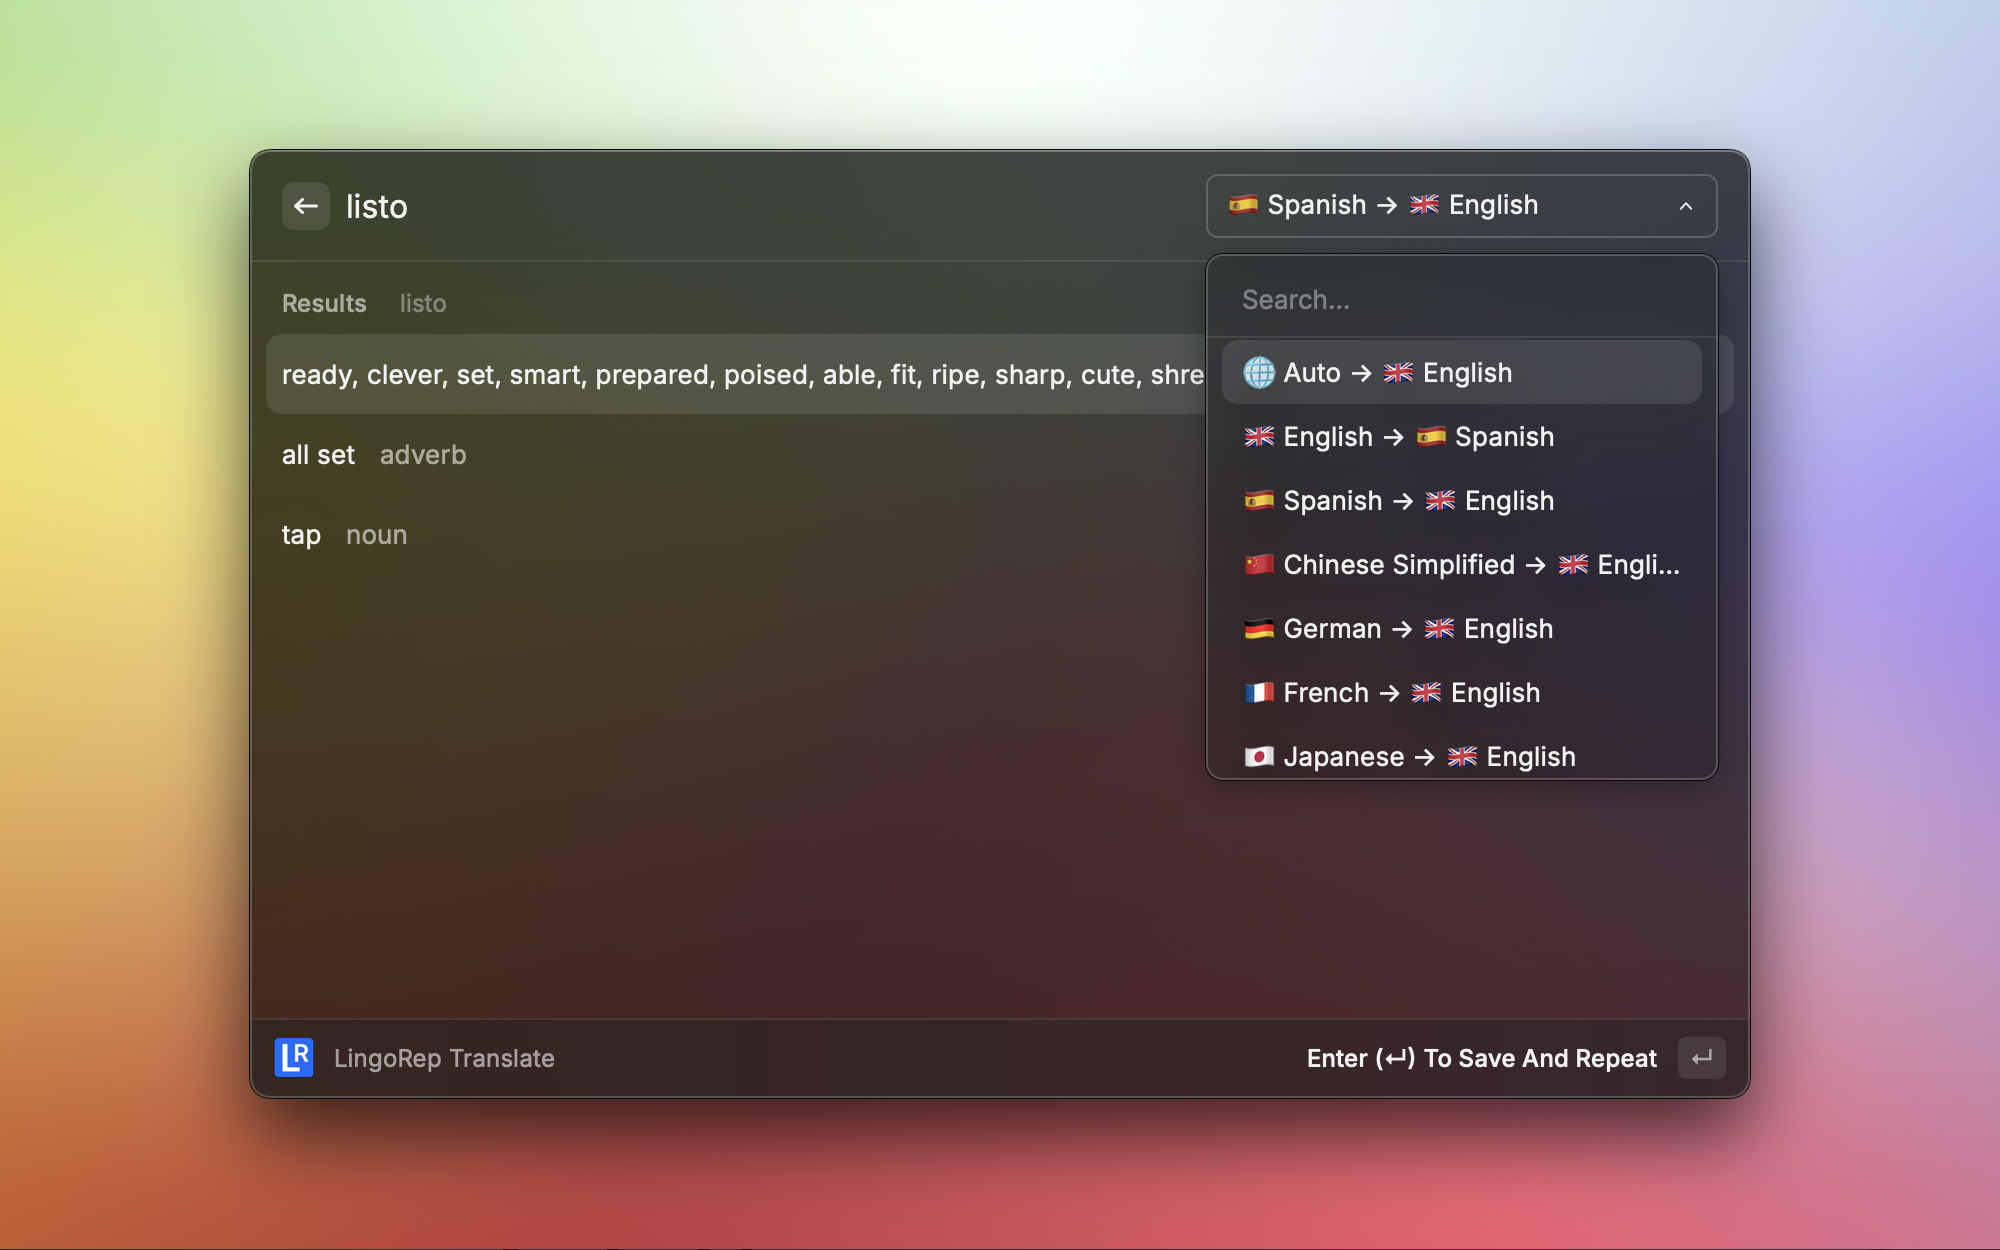 listo
Spanish → English
Results listo
ready, clever, set, smart, prepared, poised, able, fit, ripe, sharp, cute,
all set adverb
tap noun
Search...
Auto → English
English → Spanish
Spanish → English
Chinese Simplified → Engli...
German → English
French → English
Japanese → English
LR LingoRep Translate
Enter (↵) To Save And Repeat ↵